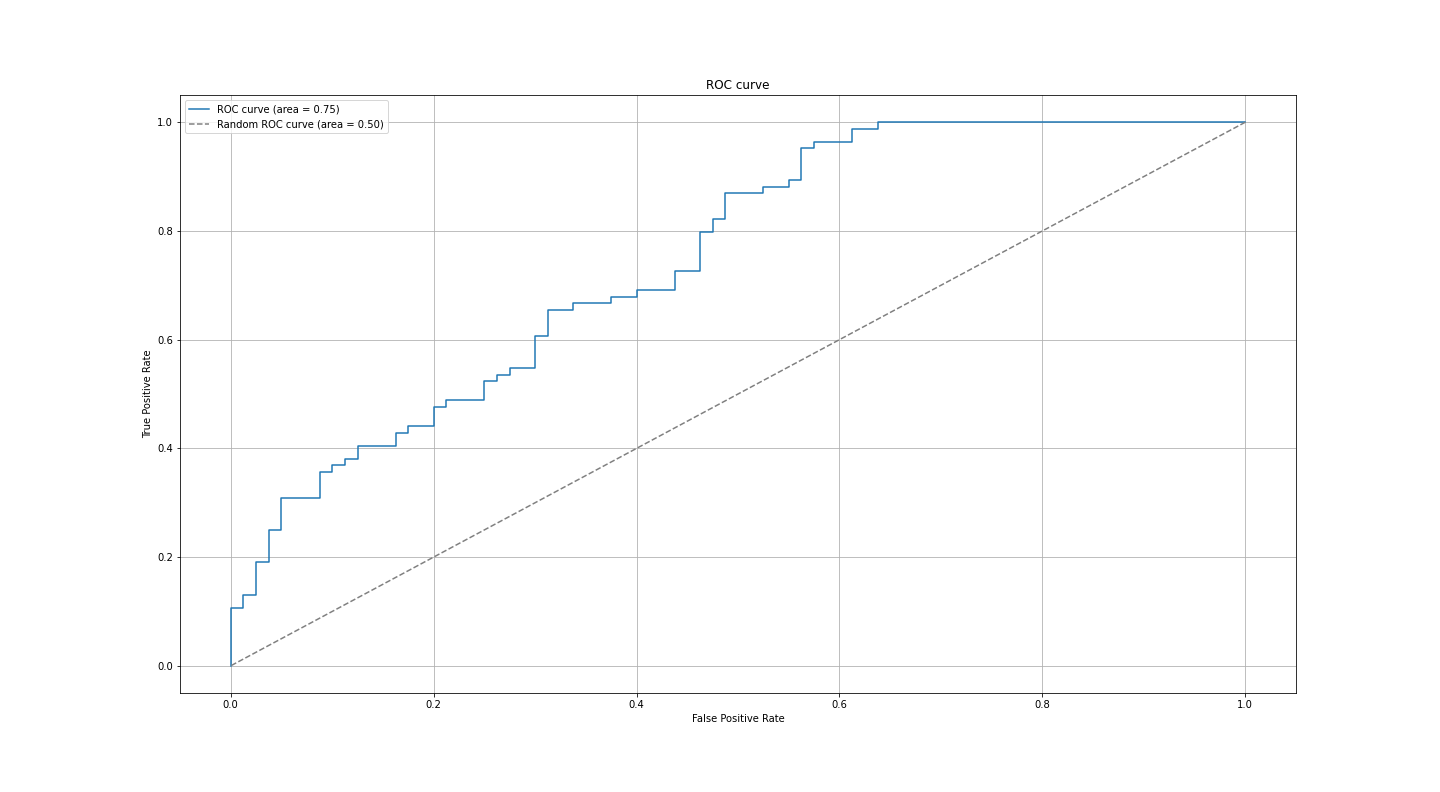 ROC curve
ROC curve (area = 0.75)
Random ROC curve (area = 0.50)
1.0
0.8
0.6
0.4
0.2
0.0
True Positive Rate
0.0 0.2 0.4 0.6 0.8 1.0
False Positive Rate